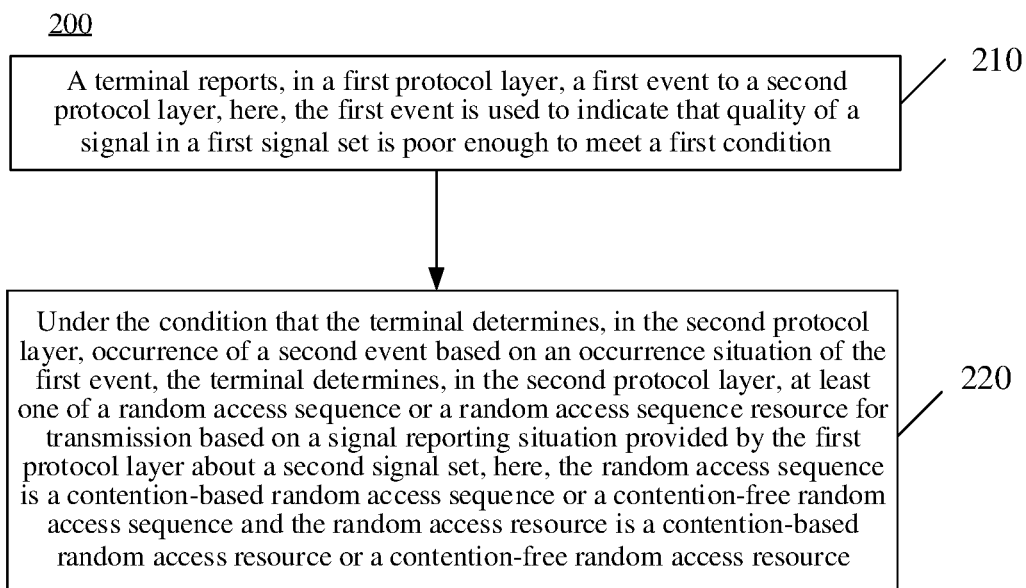 200
A terminal reports, in a first protocol layer, a first event to a second
protocol layer, here, the first event is used to indicate that quality of a
signal in a first signal set is poor enough to meet a first condition
210
Under the condition that the terminal determines, in the second protocol
layer, occurrence of a second event based on an occurrence situation of the
first event, the terminal determines, in the second protocol layer, at least
one of a random access sequence or a random access sequence resource for
transmission based on a signal reporting situation provided by the first
protocol layer about a second signal set, here, the random access sequence
is a contention-based random access sequence or a contention-free random
access sequence and the random access resource is a contention-based
random access resource or a contention-free random access resource
220